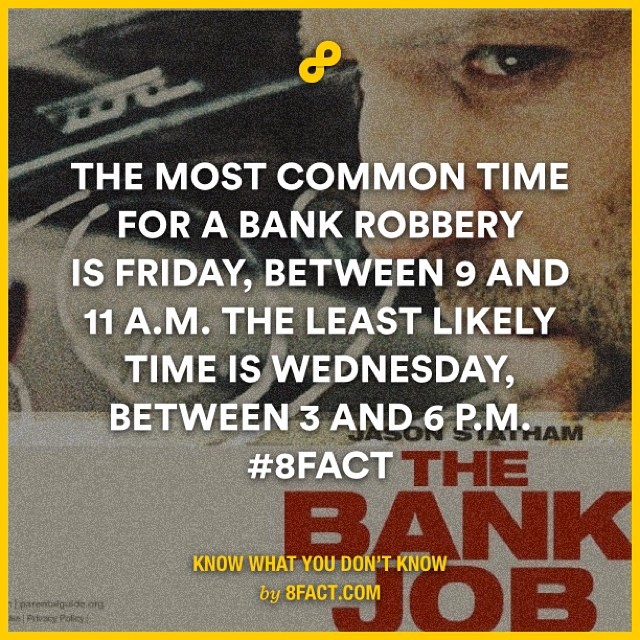 THE MOST COMMON TIME
FOR A BANK ROBBERY
IS FRIDAY, BETWEEN 9 AND
11 A.M. THE LEAST LIKELY
TIME IS WEDNESDAY,
BETWEEN 3 AND 6 P.M.
JASON STATHAM
#8FACT
THE
BANK
JOB
KNOW WHAT YOU DON'T KNOW
by 8FACT.COM
| parentalguide.org
| Privacy Policy |